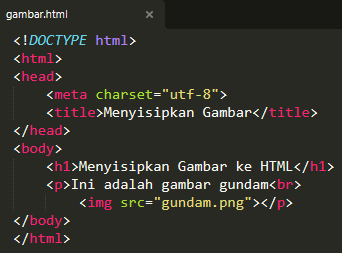 gambar.html ×
<!DOCTYPE html>
<html>
<head>
    <meta charset="utf-8">
    <title>Menyisipkan Gambar</title>
</head>
<body>
    <h1>Menyisipkan Gambar ke HTML</h1>
    <p>Ini adalah gambar gundam<br>
        <img src="gundam.png"></p>
</body>
</html>